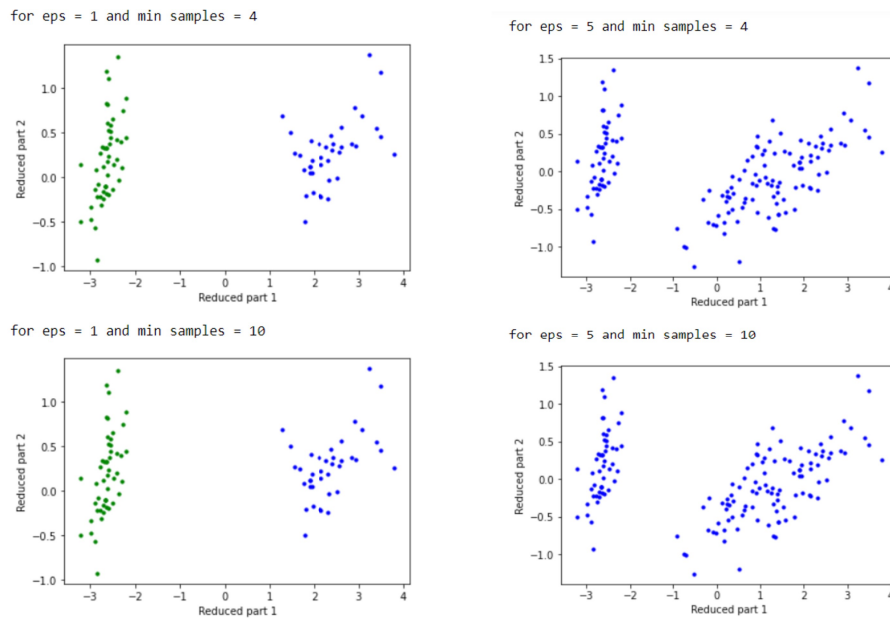 for eps = 1 and min samples = 4
1.0
0.5
0.0
−0.5
−1.0
Reduced part 2
−3 −2 −1 0 1 2 3 4
Reduced part 1
for eps = 5 and min samples = 4
1.5
1.0
0.5
0.0
−0.5
−1.0
Reduced part 2
−3 −2 −1 0 1 2 3 4
Reduced part 1
for eps = 1 and min samples = 10
1.0
0.5
0.0
−0.5
−1.0
Reduced part 2
−3 −2 −1 0 1 2 3 4
Reduced part 1
for eps = 5 and min samples = 10
1.5
1.0
0.5
0.0
−0.5
−1.0
Reduced part 2
−3 −2 −1 0 1 2 3 4
Reduced part 1